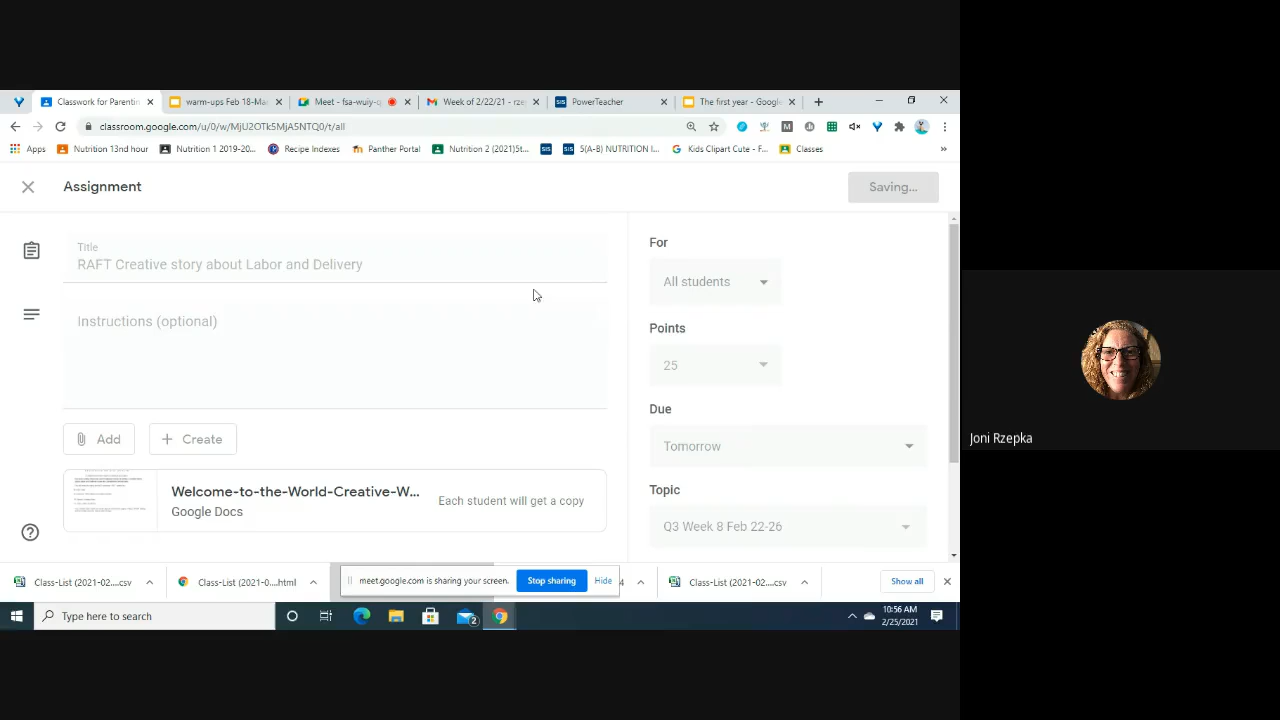 Classwork for Parentin
warm-ups Feb 18-Mar
Meet - fsa-wuiy-q
Week of 2/22/21 - rze
PowerTeacher
The first year - Google
classroom.google.com/u/0/w/MjU2OTk5MjA5NTQ0/t/all
Apps
Nutrition 13nd hour
Nutrition 1 2019-20...
Recipe Indexes
Panther Portal
Nutrition 2 (2021)5t...
5(A-B) NUTRITION I...
Kids Clipart Cute - F...
Classes
Assignment
Saving...
Title
RAFT Creative story about Labor and Delivery
Instructions (optional)
Add
Create
Welcome-to-the-World-Creative-W...
Google Docs
Each student will get a copy
For
All students
Points
25
Due
Tomorrow
Topic
Q3 Week 8 Feb 22-26
Joni Rzepka
Class-List (2021-02....csv
Class-List (2021-0....html
meet.google.com is sharing your screen.
Stop sharing
Hide
4
Class-List (2021-02....csv
Show all
Type here to search
2
10:56 AM
2/25/2021